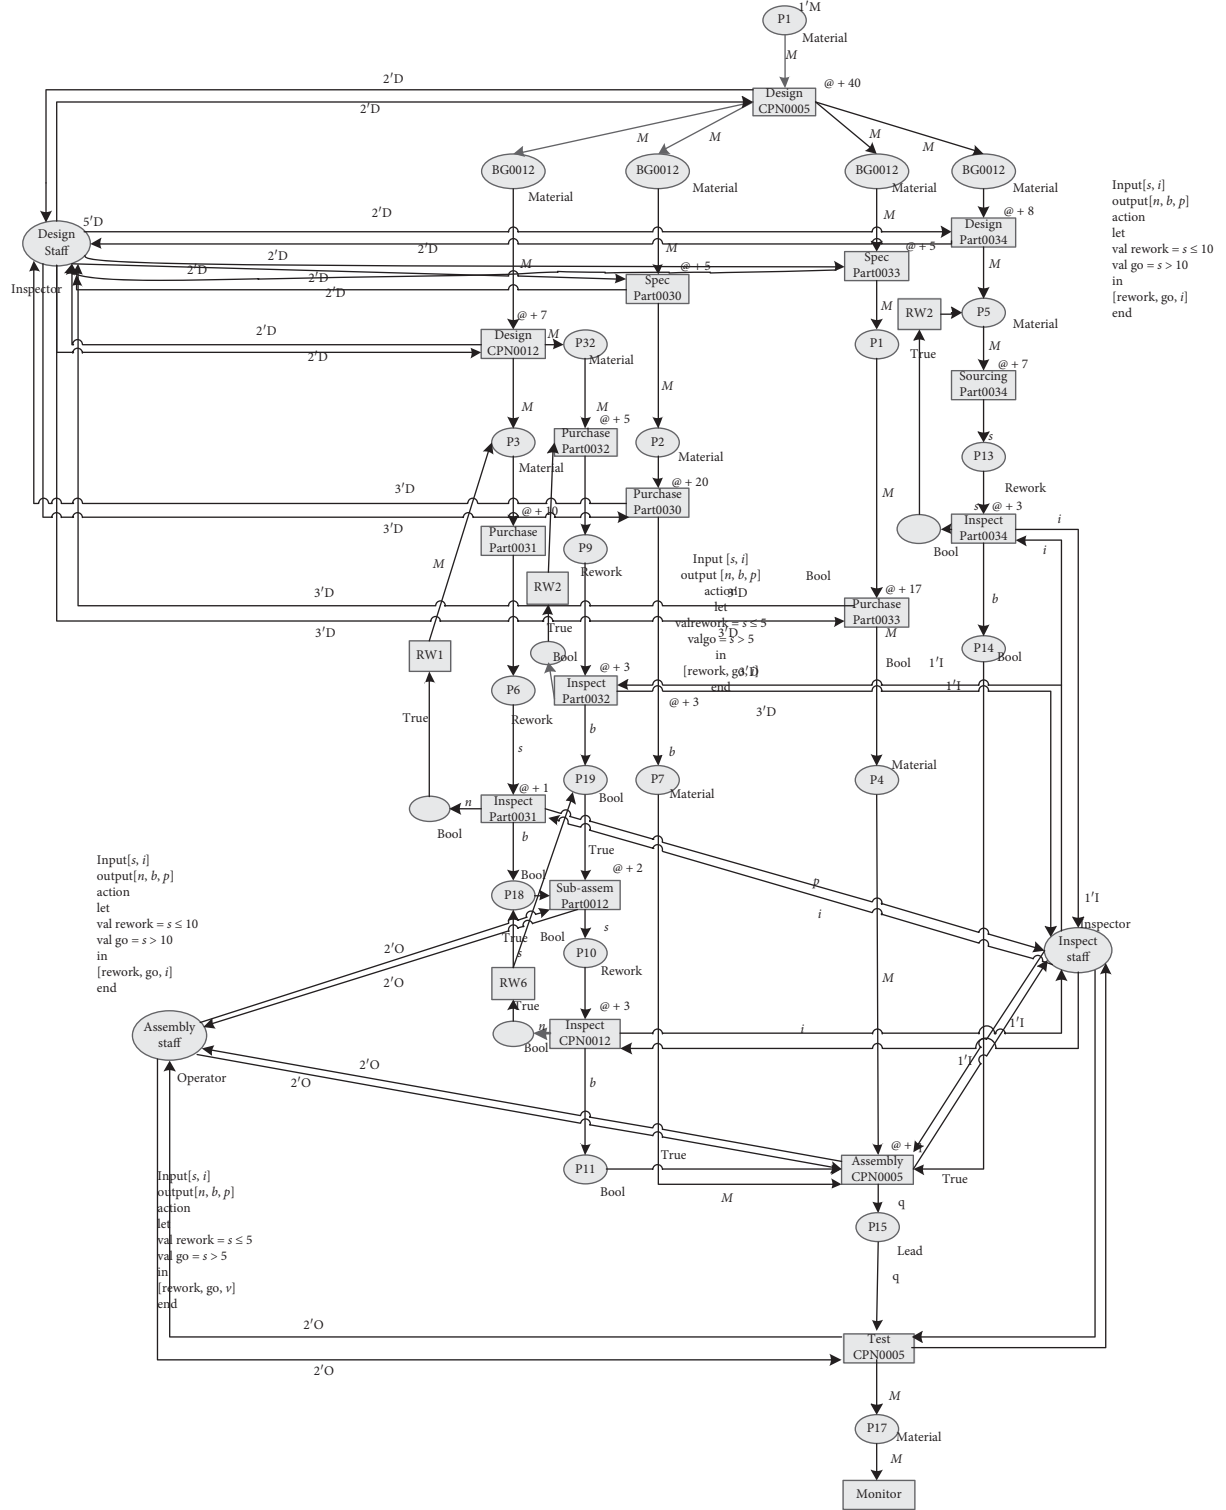 1′M
P1
Material
M
@ + 40
2′D
Design
CPN0005
2′D
M
M
M
M
BG0012
BG0012
BG0012
BG0012
Material
Material
Material
Material
Input[s, i]
output[n, b, p]
action
let
val rework = s ≤ 10
val go = s > 10
in
[rework, go, i]
end
5′D
Design
Staff
Inspector
2′D
@ + 8
Design
Part0034
M
2′D
2′D
M
@ + 5
Spec
Part0033
2′D
2′D
2′D
M
@ + 5
Spec
Part0030
M
M
RW2
P5
Material
True
M
P1
@ + 7
2′D
Design
CPN0012
2′D
M
P32
Material
@ + 7
Sourcing
Part0034
M
M
M
@ + 5
Purchase
Part0032
P3
Material
P2
Material
s
P13
Rework
3′D
@ + 20
Purchase
Part0030
3′D
M
@ + 10
Purchase
Part0031
s
@ + 3
Inspect
Part0034
i
i
Bool
P9
Rework
M
RW2
Input [s, i]
output [n, b, p]
action
let
valrework = s ≤ 5
valgo = s > 5
in
[rework, go, i]
end
3′D
3′D
3′D
Bool
3′D
3′D
@ + 17
Purchase
Part0033
M
b
True
Bool
RW1
P14
Bool
Bool
1′I
1′I
@ + 3
Inspect
Part0032
@ + 3
3′D
P6
Rework
True
s
b
b
P19
Bool
P7
Material
P4
Material
@ + 1
Inspect
Part0031
n
Bool
b
True
Input[s, i]
output[n, b, p]
action
let
val rework = s ≤ 10
val go = s > 10
in
[rework, go, i]
end
@ + 2
Bool
P18
Sub-assem
Part0012
p
i
1′I
Inspector
Inspect
staff
2′O
2′O
True
Bool
s
s
P10
Rework
M
RW6
True
@ + 3
n
Bool
Inspect
CPN0012
i
1′I
1′I
Assembly
staff
Operator
2′O
2′O
b
@ +
Assembly
CPN0005
True
True
P11
Bool
M
q
P15
Lead
q
Input[s, i]
output[n, b, p]
action
let
val rework = s ≤ 5
val go = s > 5
in
[rework, go, v]
end
2′O
Test
CPN0005
2′O
M
P17
Material
M
Monitor